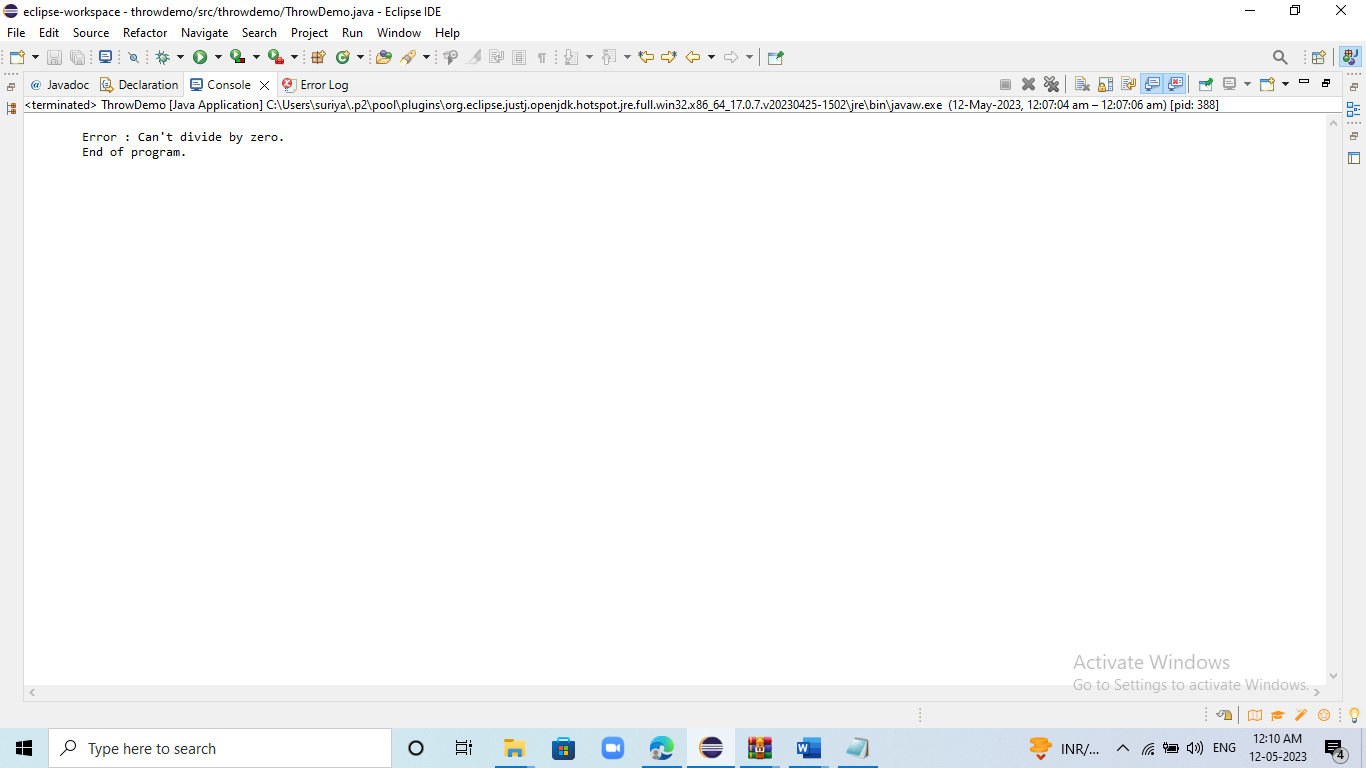 eclipse-workspace - throwdemo/src/throwdemo/ThrowDemo.java - Eclipse IDE
File Edit Source Refactor Navigate Search Project Run Window Help
@ Javadoc Declaration Console Error Log
<terminated> ThrowDemo [Java Application] C:\Users\suriya\.p2\pool\plugins\org.eclipse.justj.openjdk.hotspot.jre.full.win32.x86_64_17.0.7.v20230425-1502\jre\bin\javaw.exe (12-May-2023, 12:07:04 am – 12:07:06 am) [pid: 388]
Error : Can't divide by zero.
End of program.
Activate Windows
Go to Settings to activate Windows.
Type here to search
INR/... ENG 12:10 AM
12-05-2023
4